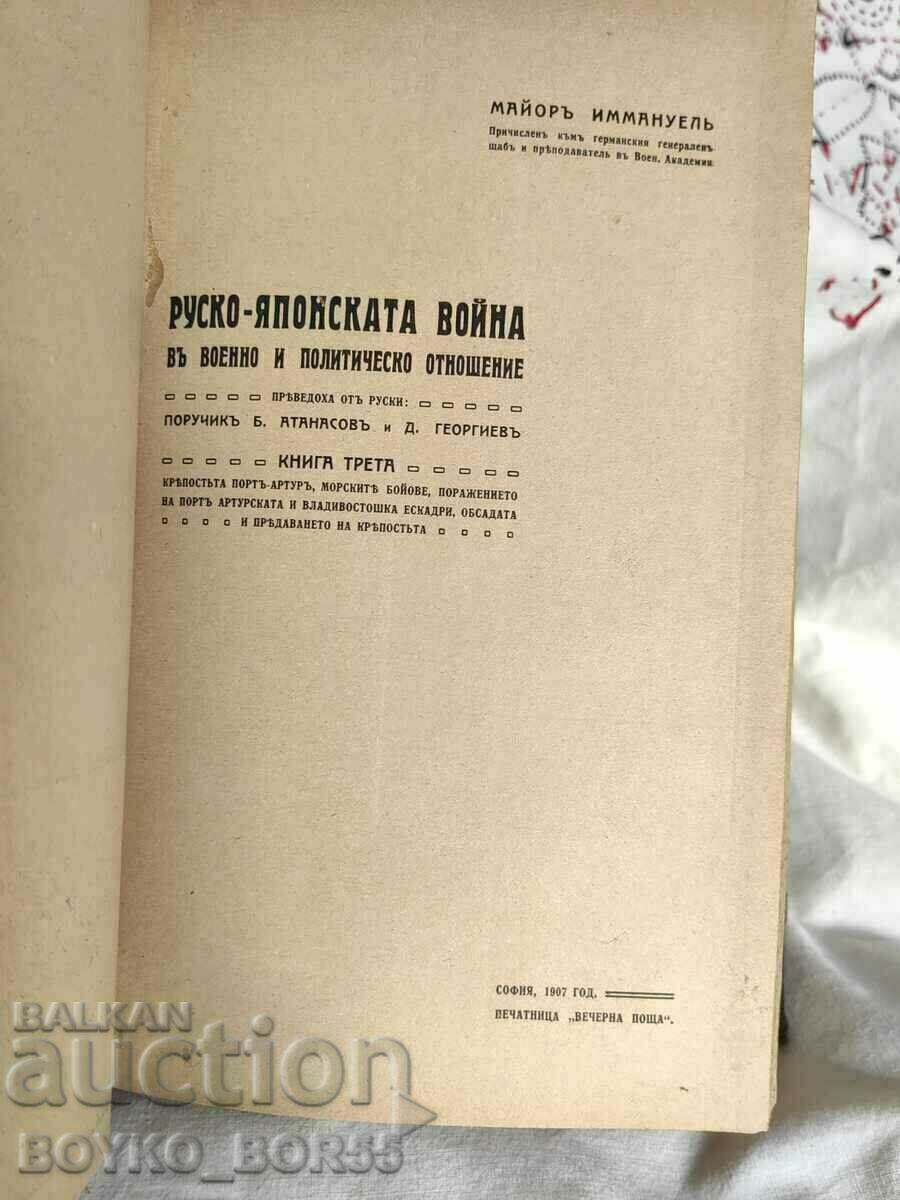 МАЙОРЪ ИММАНУЕЛЬ
Причисленъ къмъ германския генераленъ
щабъ и прѣподаватель въ Воен. Академия
РУСКО-ЯПОНСКАТА ВОЙНА
ВЪ ВОЕННО И ПОЛИТИЧЕСКО ОТНОШЕНИЕ
ПРѢВЕДОХА ОТЪ РУСКИ:
ПОРУЧИКЪ Б. АТАНАСОВЪ И Д. ГЕОРГИЕВЪ
КНИГА ТРЕТА
КРѢПОСТЬТА ПОРТЪ-АРТУРЪ, МОРСКИТѢ БОЙОВЕ, ПОРАЖЕНИЕТО
НА ПОРТЪ АРТУРСКАТА И ВЛАДИВОСТОШКА ЕСКАДРИ, ОБСАДАТА
И ПРѢДАВАНЕТО НА КРѢПОСТЬТА
СОФИЯ, 1907 ГОД.
ПЕЧАТНИЦА „ВЕЧЕРНА ПОЩА".
BALKAN
auction
BOYKO_BOR55